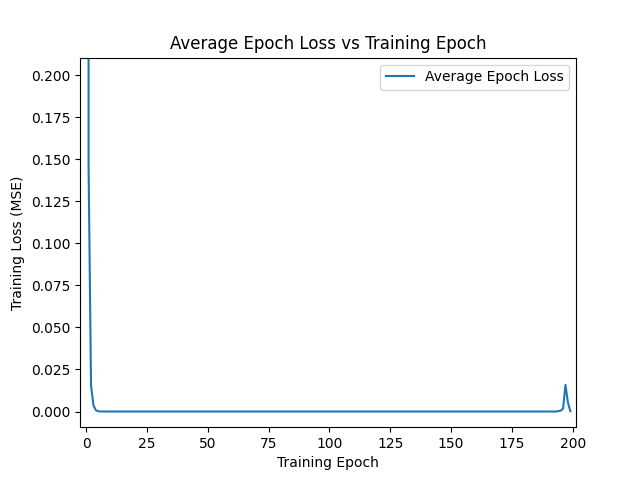 Average Epoch Loss vs Training Epoch
Average Epoch Loss
Training Loss (MSE)
0.200
0.175
0.150
0.125
0.100
0.075
0.050
0.025
0.000
0 25 50 75 100 125 150 175 200
Training Epoch